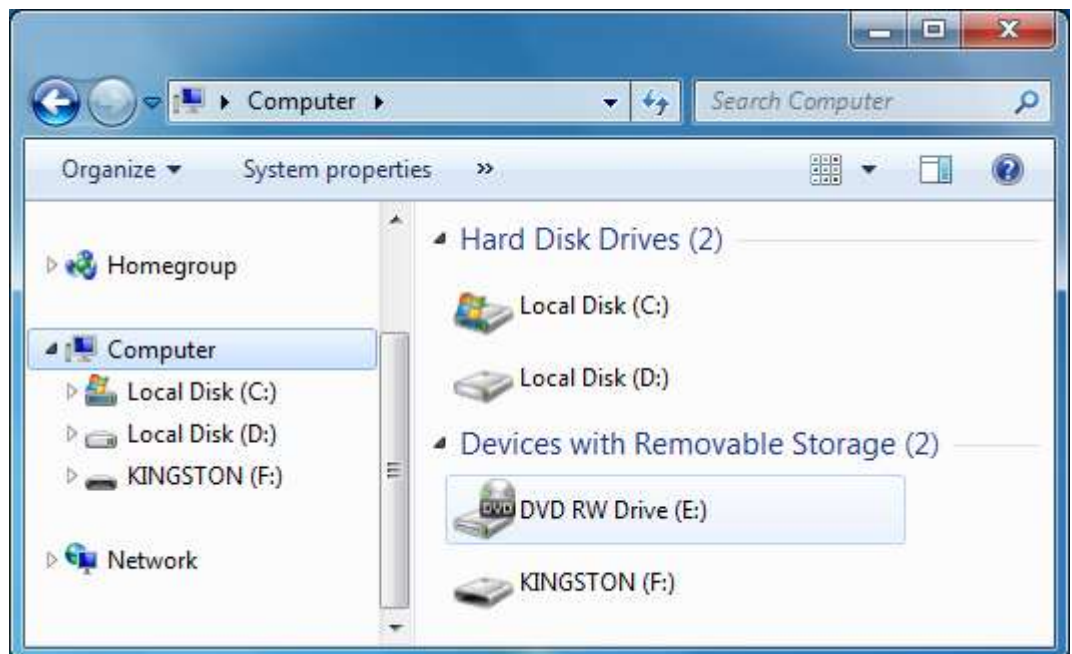 Computer
Search Computer
Organize
System properties
»
Homegroup
Computer
Local Disk (C:)
Local Disk (D:)
KINGSTON (F:)
Network
Hard Disk Drives (2)
Local Disk (C:)
Local Disk (D:)
Devices with Removable Storage (2)
DVD RW Drive (E:)
KINGSTON (F:)